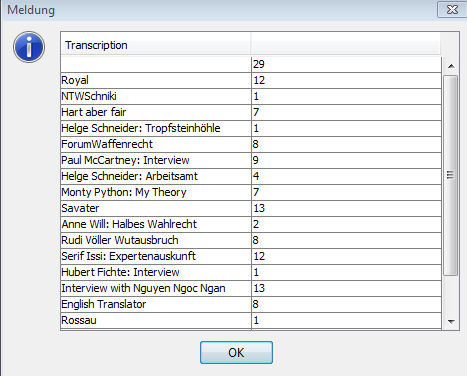 Meldung
Transcription
29
Royal 12
NTWSchniki 1
Hart aber fair 7
Helge Schneider: Tropfsteinhöhle 1
ForumWaffenrecht 8
Paul McCartney: Interview 9
Helge Schneider: Arbeitsamt 4
Monty Python: My Theory 7
Savater 13
Anne Will: Halbes Wahlrecht 2
Rudi Völler Wutausbruch 8
Serif Issi: Expertenauskunft 12
Hubert Fichte: Interview 1
Interview with Nguyen Ngoc Ngan 13
English Translator 8
Rossau 1
OK